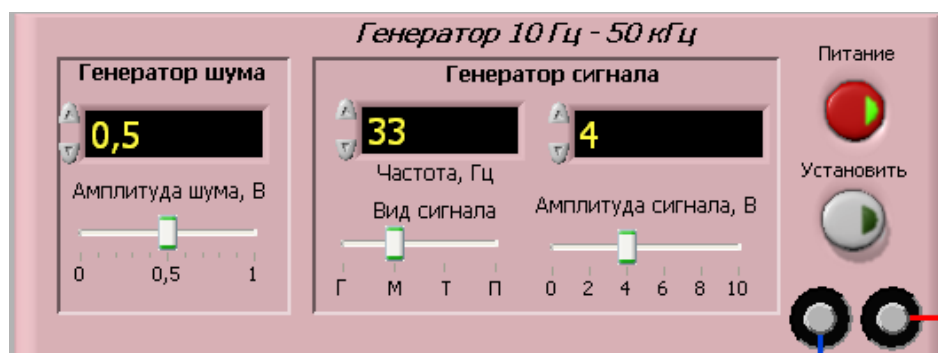 Генератор 10 Гц - 50 кГц
Генератор шума
0,5
Амплитуда шума, В
0 0,5 1
Генератор сигнала
33
Частота, Гц
Вид сигнала
Г М Т П
4
Амплитуда сигнала, В
0 2 4 6 8 10
Питание
Установить